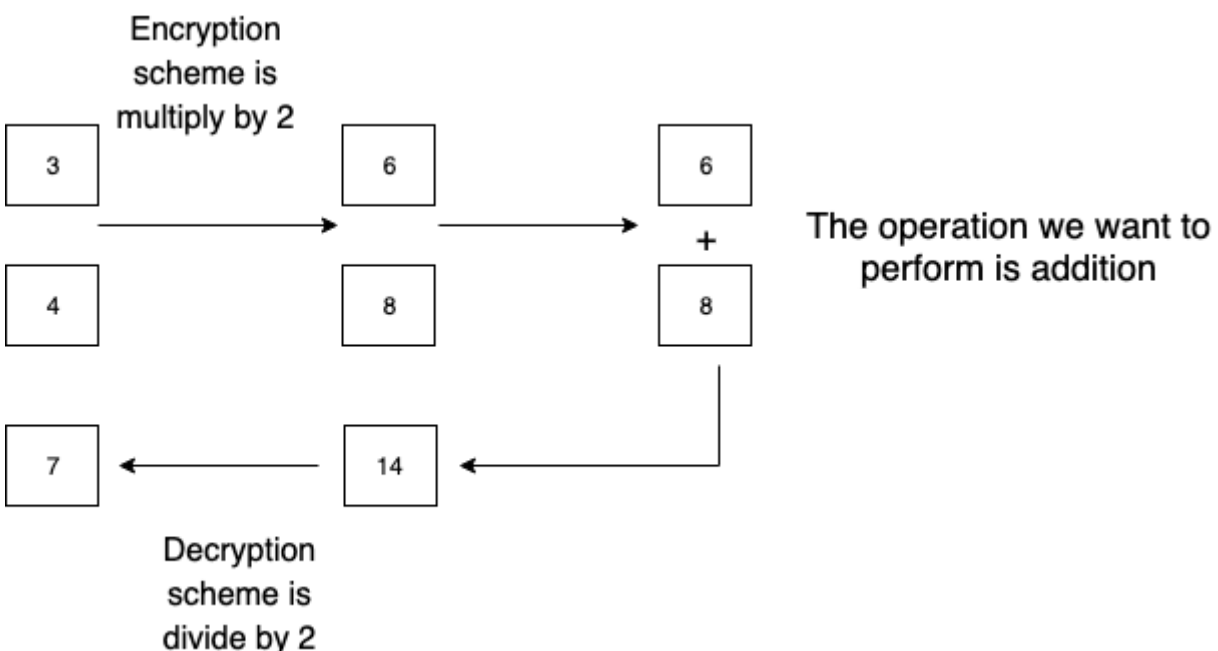 Encryption
scheme is
multiply by 2
3
6
6
+
The operation we want to
perform is addition
4
8
8
7
14
Decryption
scheme is
divide by 2